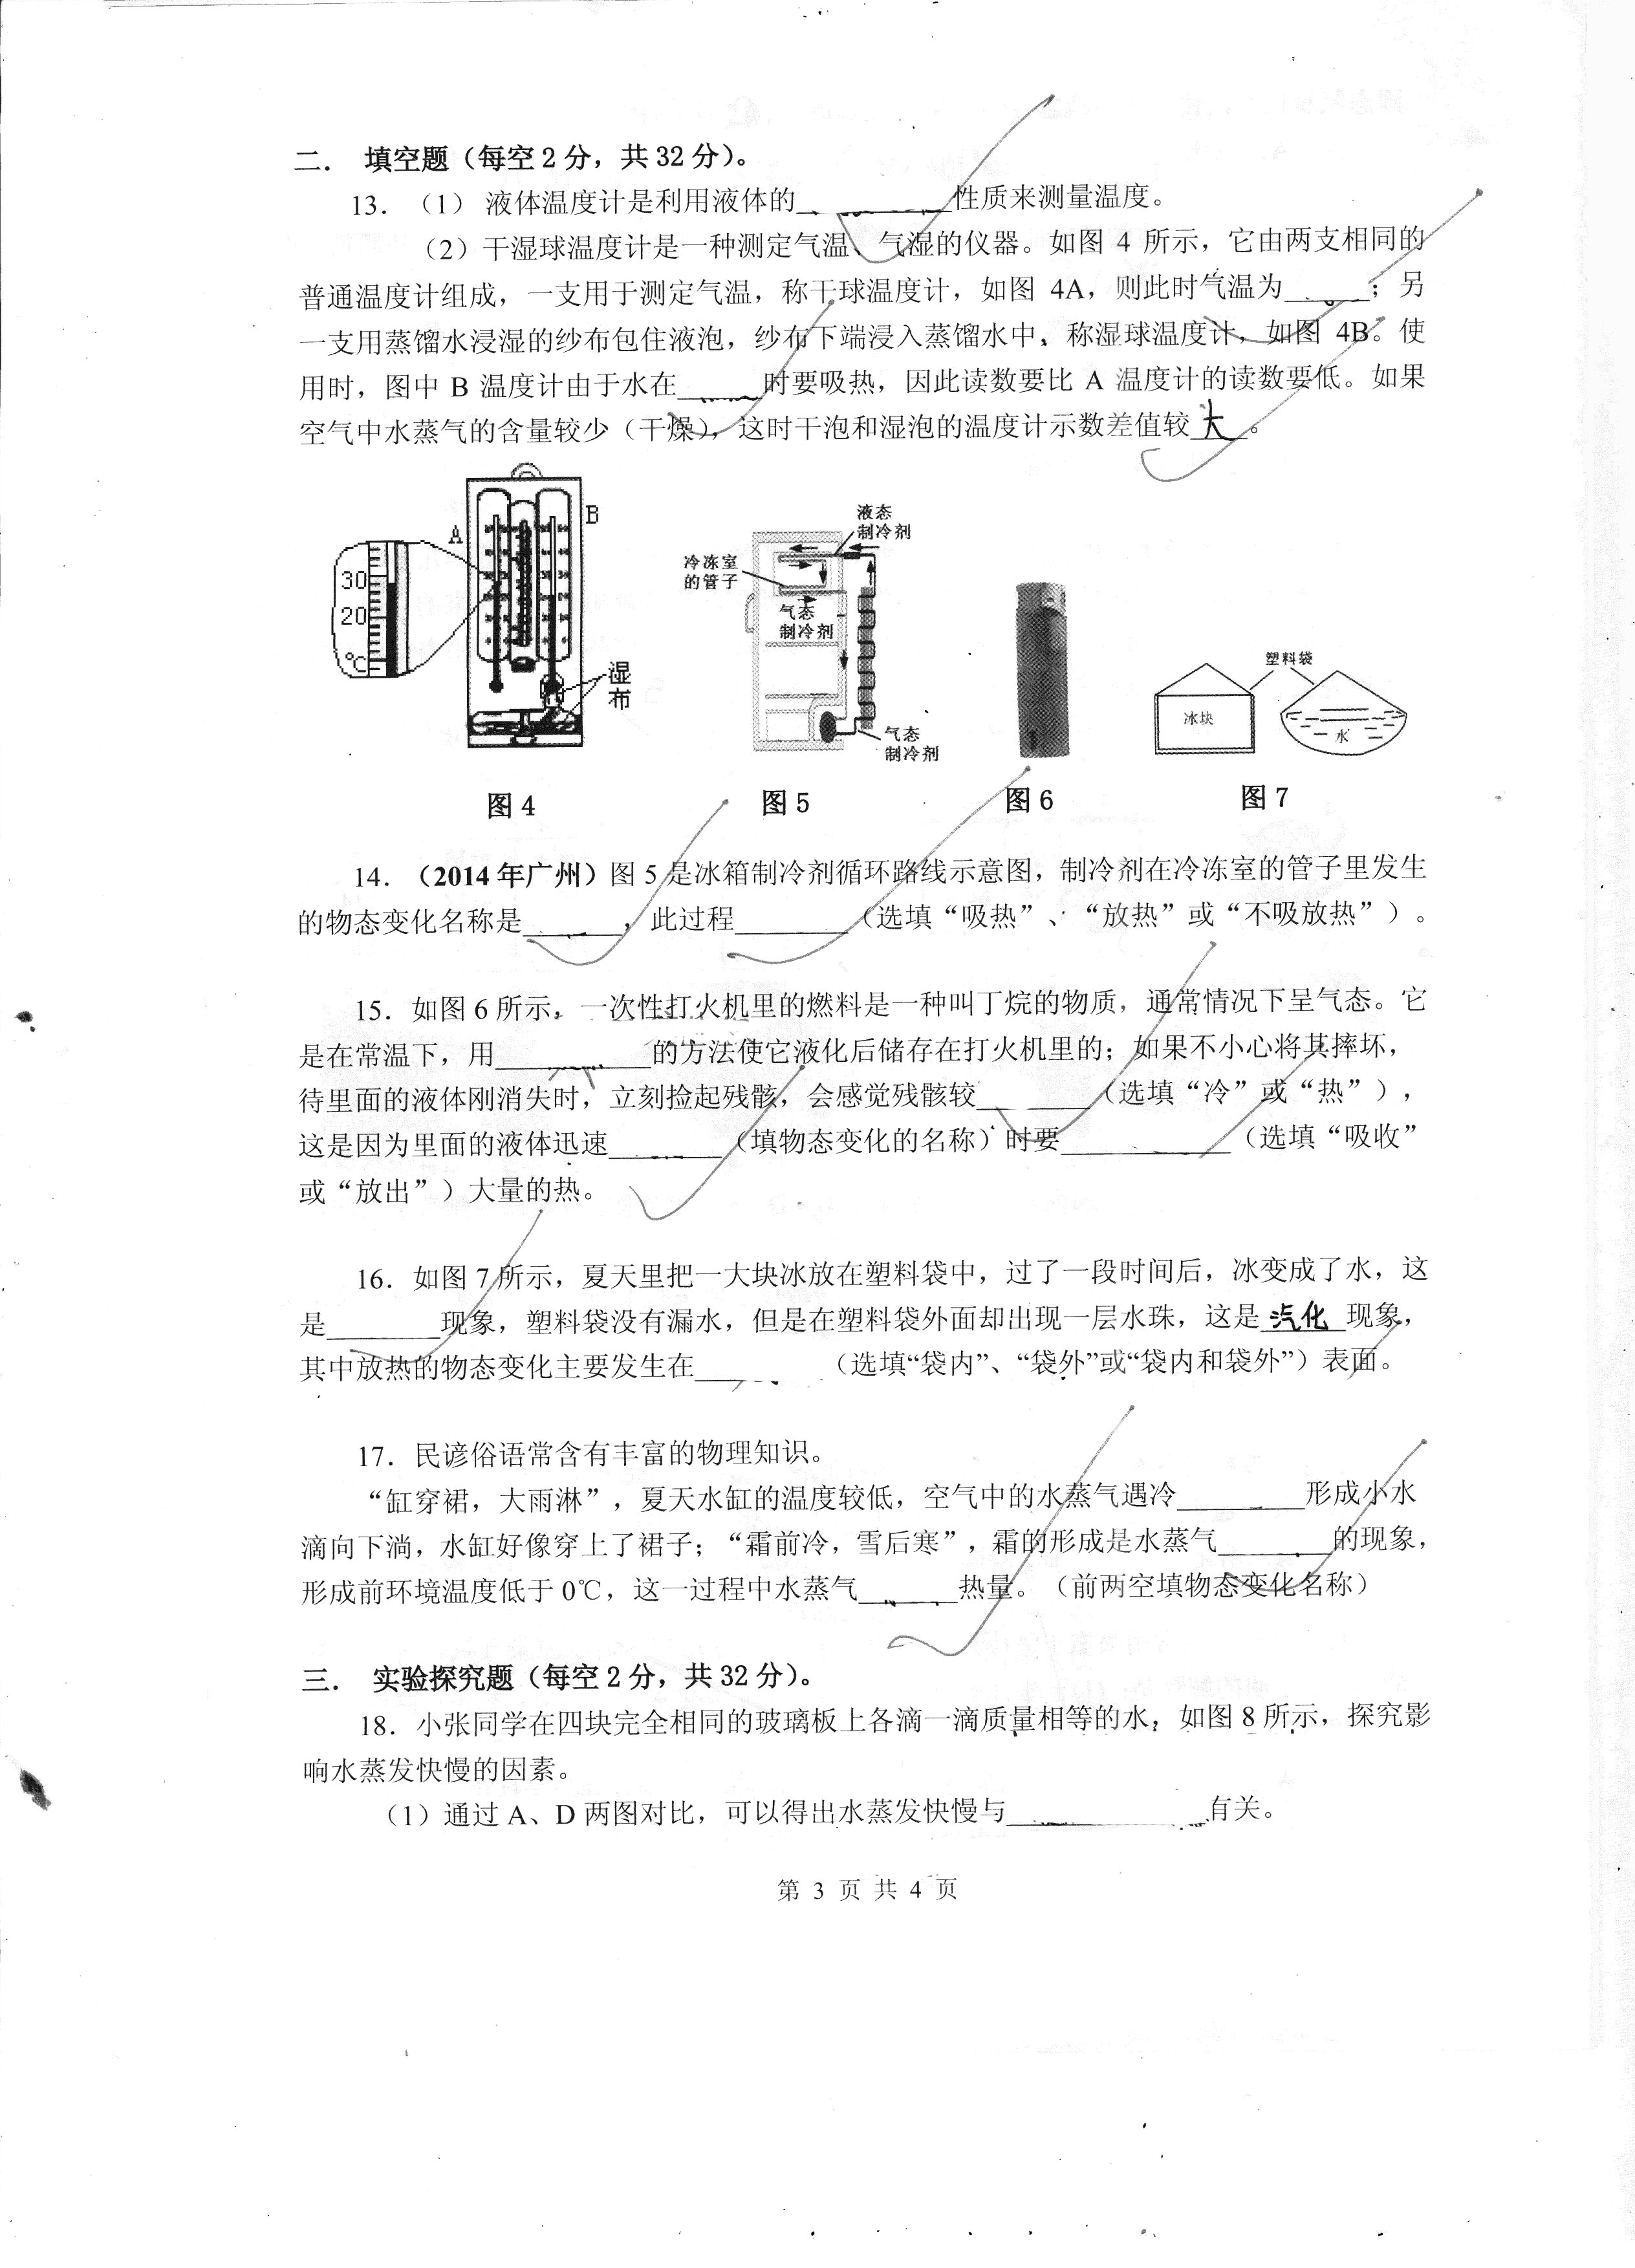 二． 填空题（每空2分，共32分）。
13．（1） 液体温度计是利用液体的__________性质来测量温度。
（2）干湿球温度计是一种测定气温、气湿的仪器。如图 4 所示，它由两支相同的
普通温度计组成，一支用于测定气温，称干球温度计，如图 4A，则此时气温为______；另
一支用蒸馏水浸湿的纱布包住液泡，纱布下端浸入蒸馏水中，称湿球温度计，如图 4B。使
用时，图中 B 温度计由于水在______时要吸热，因此读数要比 A 温度计的读数要低。如果
空气中水蒸气的含量较少（干燥），这时干泡和湿泡的温度计示数差值较 大 。
A
B
30
20
℃
湿
布
液态
制冷剂
冷冻室
的管子
气态
制冷剂
气态
制冷剂
塑料袋
冰块
水
图 4
图 5
图 6
图 7
14．（2014 年广州）图 5 是冰箱制冷剂循环路线示意图，制冷剂在冷冻室的管子里发生
的物态变化名称是_______，此过程________（选填“吸热”、“放热”或“不吸放热”）。
15．如图 6 所示，一次性打火机里的燃料是一种叫丁烷的物质，通常情况下呈气态。它
是在常温下，用___________的方法使它液化后储存在打火机里的；如果不小心将其摔坏，
待里面的液体刚消失时，立刻捡起残骸，会感觉残骸较________（选填“冷”或“热”），
这是因为里面的液体迅速________（填物态变化的名称）时要____________（选填“吸收”
或“放出”）大量的热。
16．如图 7 所示，夏天里把一大块冰放在塑料袋中，过了一段时间后，冰变成了水，这
是________现象，塑料袋没有漏水，但是在塑料袋外面却出现一层水珠，这是 汽化 现象，
其中放热的物态变化主要发生在________（选填“袋内”、“袋外”或“袋内和袋外”）表面。
17．民谚俗语常含有丰富的物理知识。
“缸穿裙，大雨淋”，夏天水缸的温度较低，空气中的水蒸气遇冷_________形成小水
滴向下淌，水缸好像穿上了裙子；“霜前冷，雪后寒”，霜的形成是水蒸气________的现象，
形成前环境温度低于 0℃，这一过程中水蒸气_______热量。（前两空填物态变化名称）
三． 实验探究题（每空2分，共32分）。
18．小张同学在四块完全相同的玻璃板上各滴一滴质量相等的水，如图 8 所示，探究影
响水蒸发快慢的因素。
（1）通过 A、D 两图对比，可以得出水蒸发快慢与______________有关。
第 3 页 共 4 页